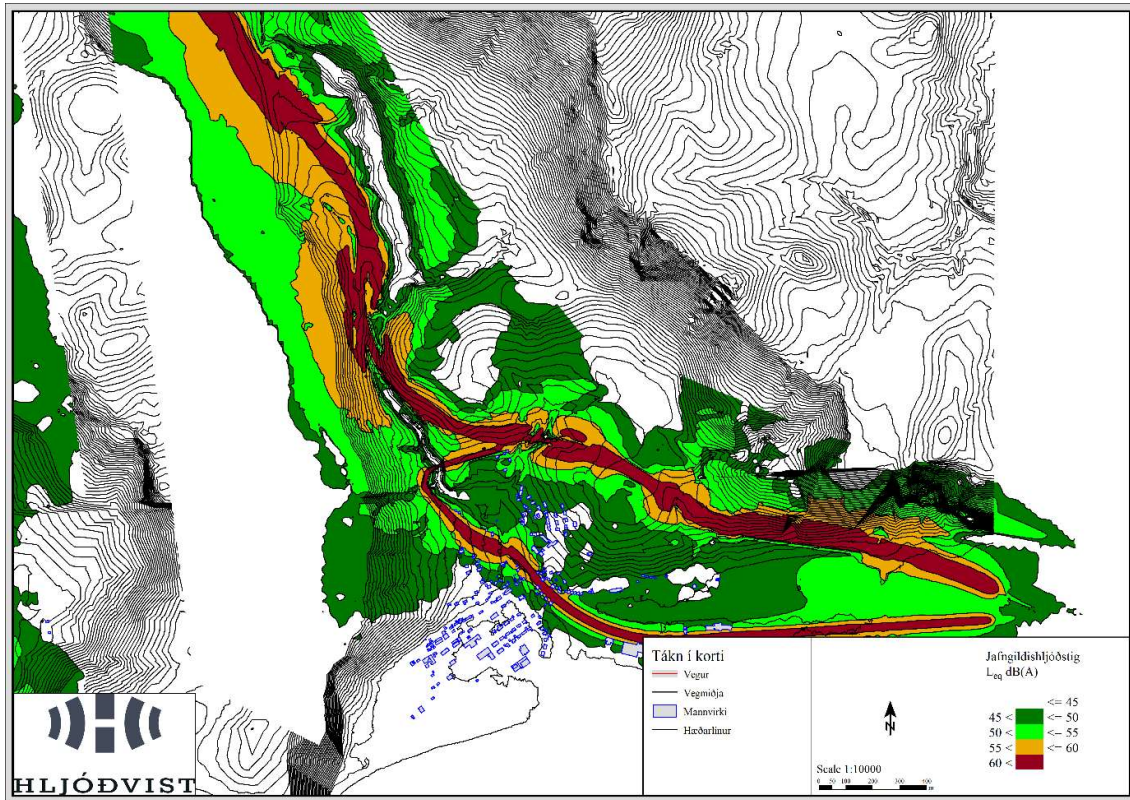 HLJÓÐVIST
Tákn í korti
Vegur
Vegmiðja
Mannvirki
Hæðarlínur
N
Scale 1:10000
0 50 100 200 300 400
m
Jafngildishljóðstig
Leq dB(A)
<= 45
45 < <= 50
50 < <= 55
55 < <= 60
60 <